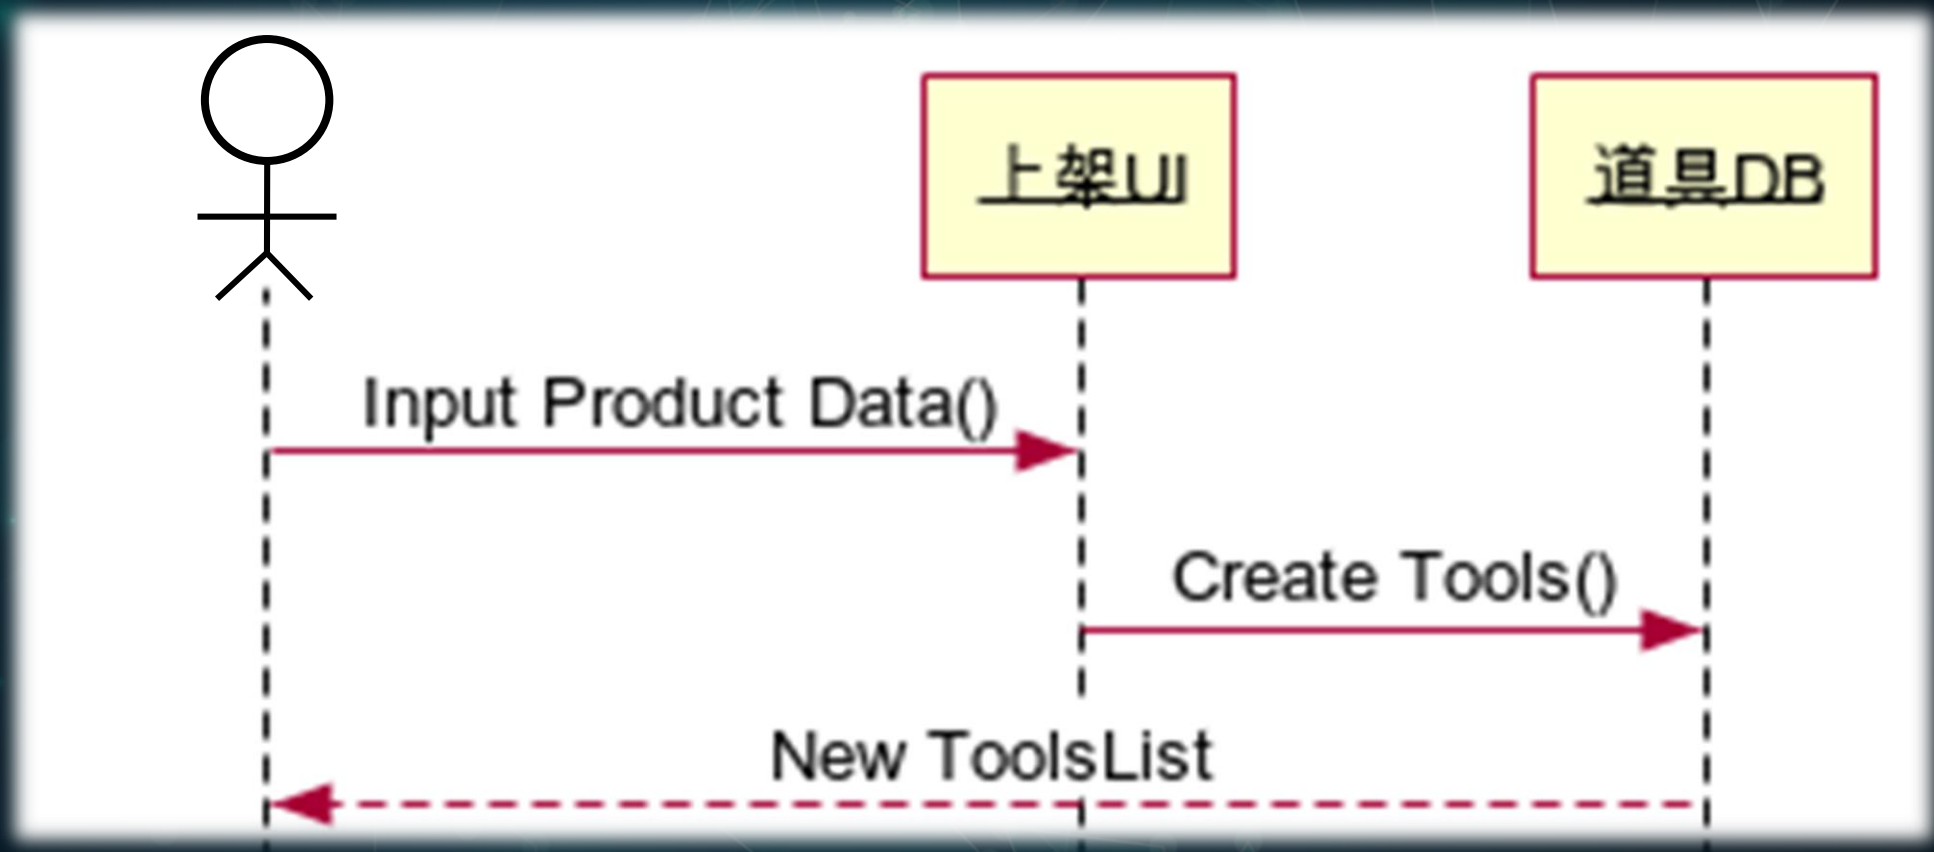 上架UI
道具DB
Input Product Data()
Create Tools()
New ToolsList